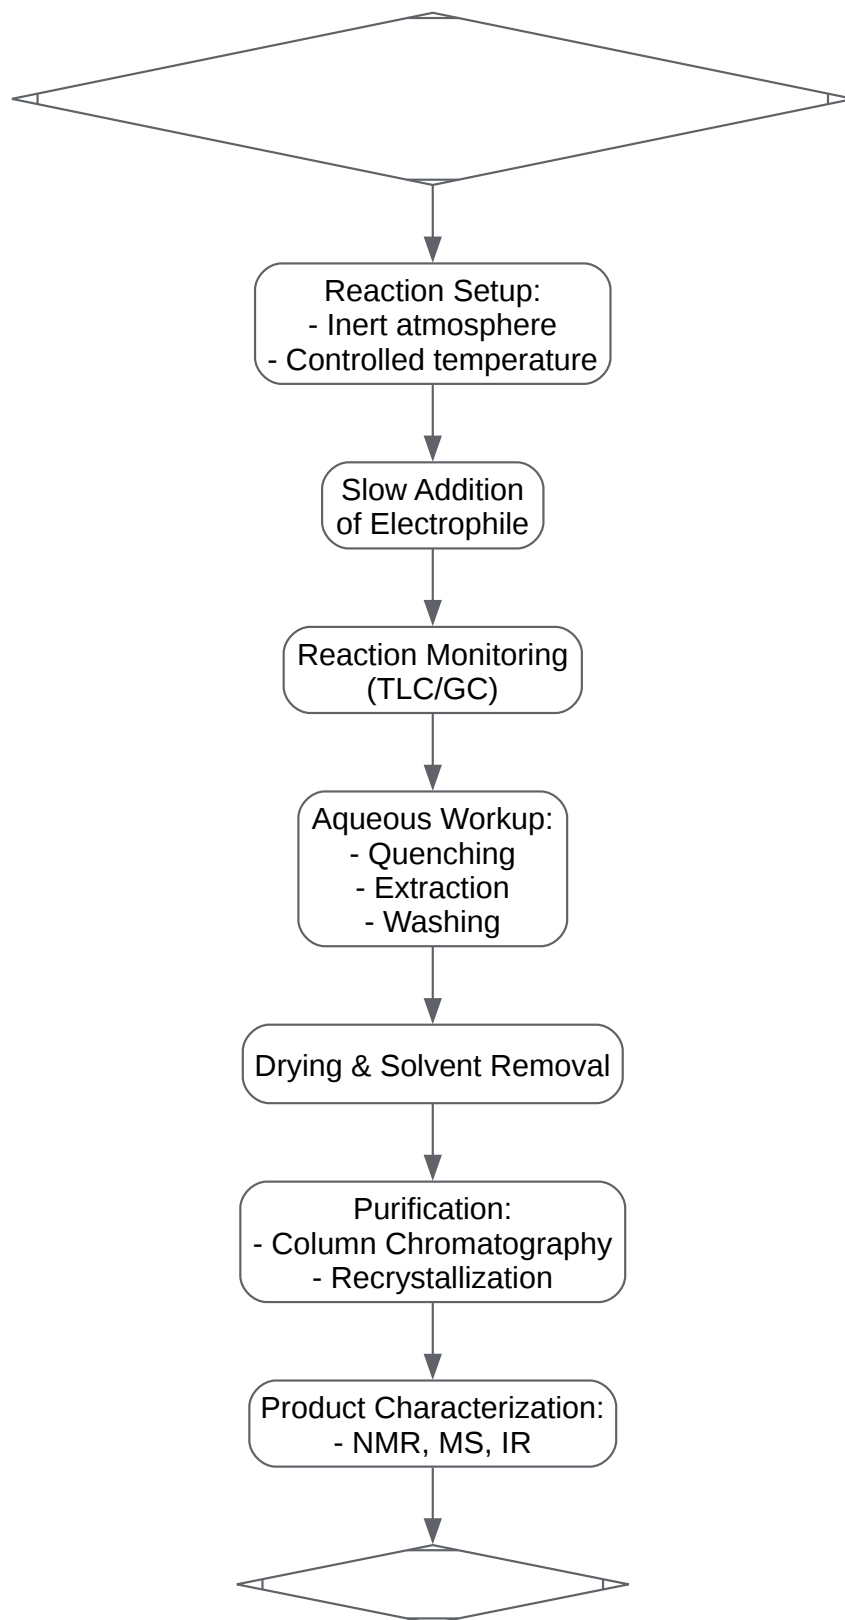 Reaction Setup:
- Inert atmosphere
- Controlled temperature
Slow Addition
of Electrophile
Reaction Monitoring
(TLC/GC)
Aqueous Workup:
- Quenching
- Extraction
- Washing
Drying & Solvent Removal
Purification:
- Column Chromatography
- Recrystallization
Product Characterization:
- NMR, MS, IR